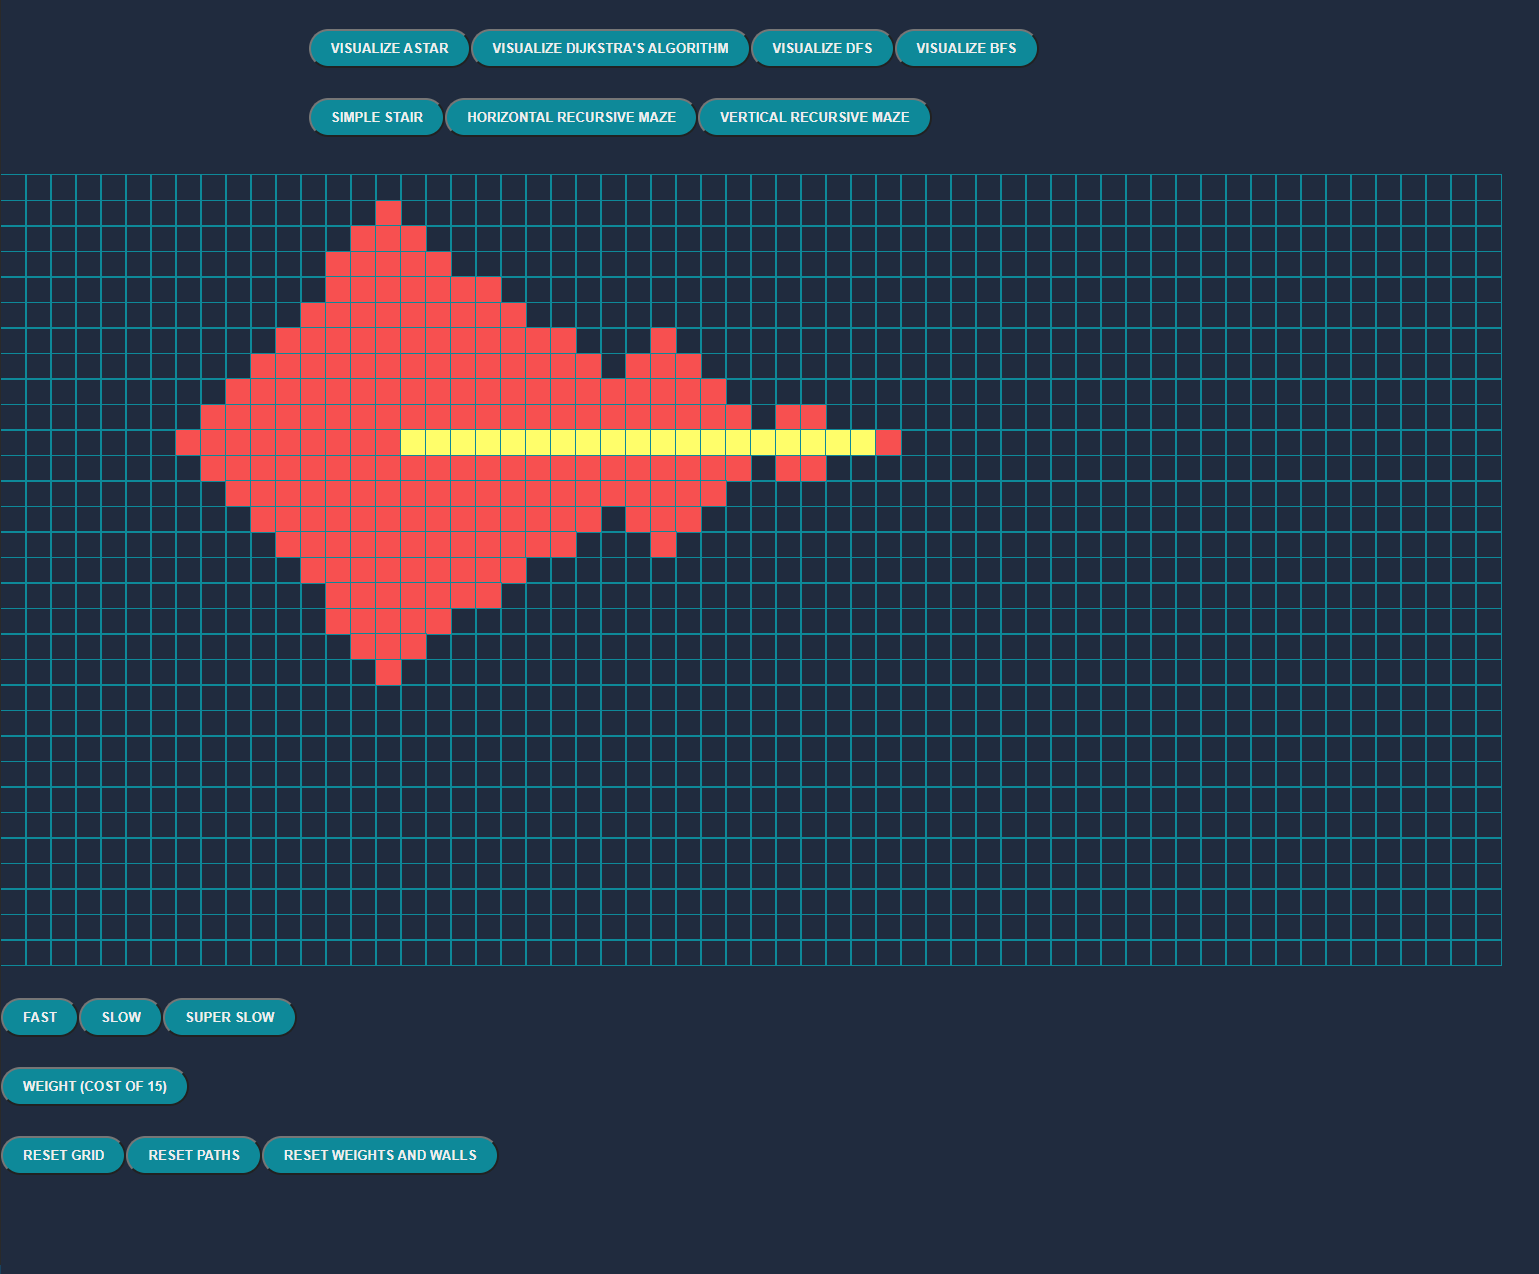 VISUALIZE ASTAR VISUALIZE DIJKSTRA'S ALGORITHM VISUALIZE DFS VISUALIZE BFS
SIMPLE STAIR HORIZONTAL RECURSIVE MAZE VERTICAL RECURSIVE MAZE
FAST SLOW SUPER SLOW
WEIGHT (COST OF 15)
RESET GRID RESET PATHS RESET WEIGHTS AND WALLS